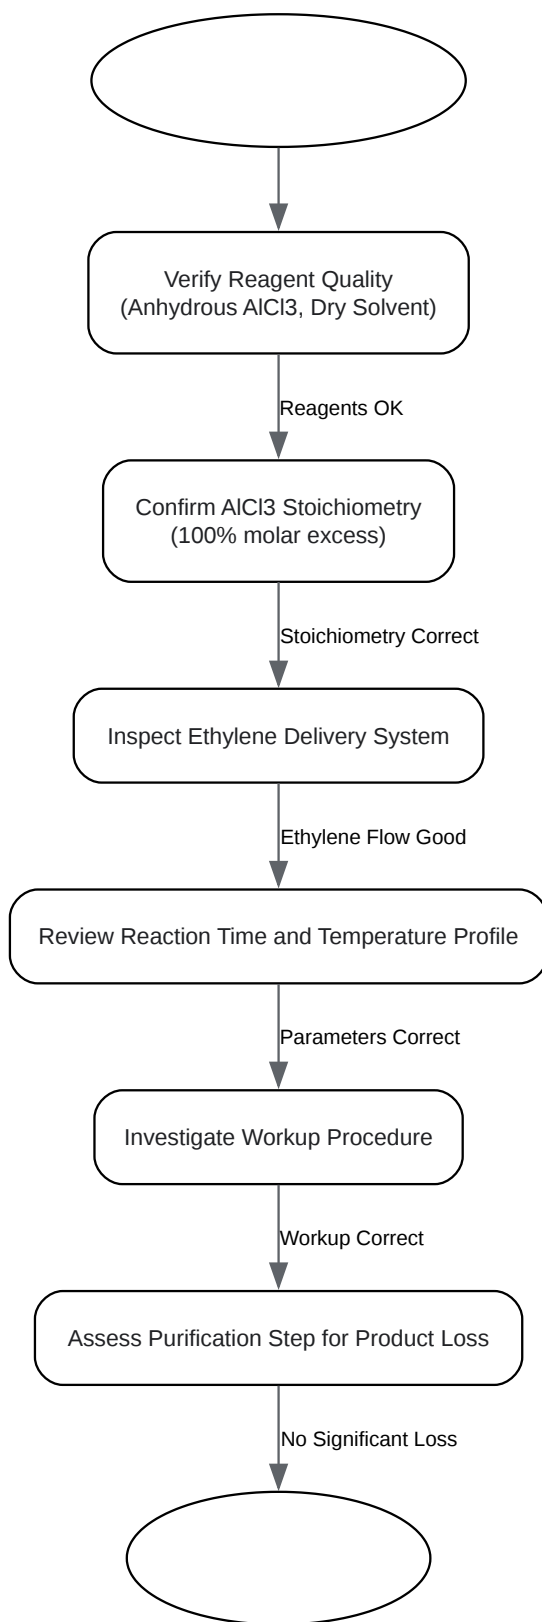 Verify Reagent Quality
(Anhydrous AlCl3, Dry Solvent)
Reagents OK
Confirm AlCl3 Stoichiometry
(100% molar excess)
Stoichiometry Correct
Inspect Ethylene Delivery System
Ethylene Flow Good
Review Reaction Time and Temperature Profile
Parameters Correct
Investigate Workup Procedure
Workup Correct
Assess Purification Step for Product Loss
No Significant Loss